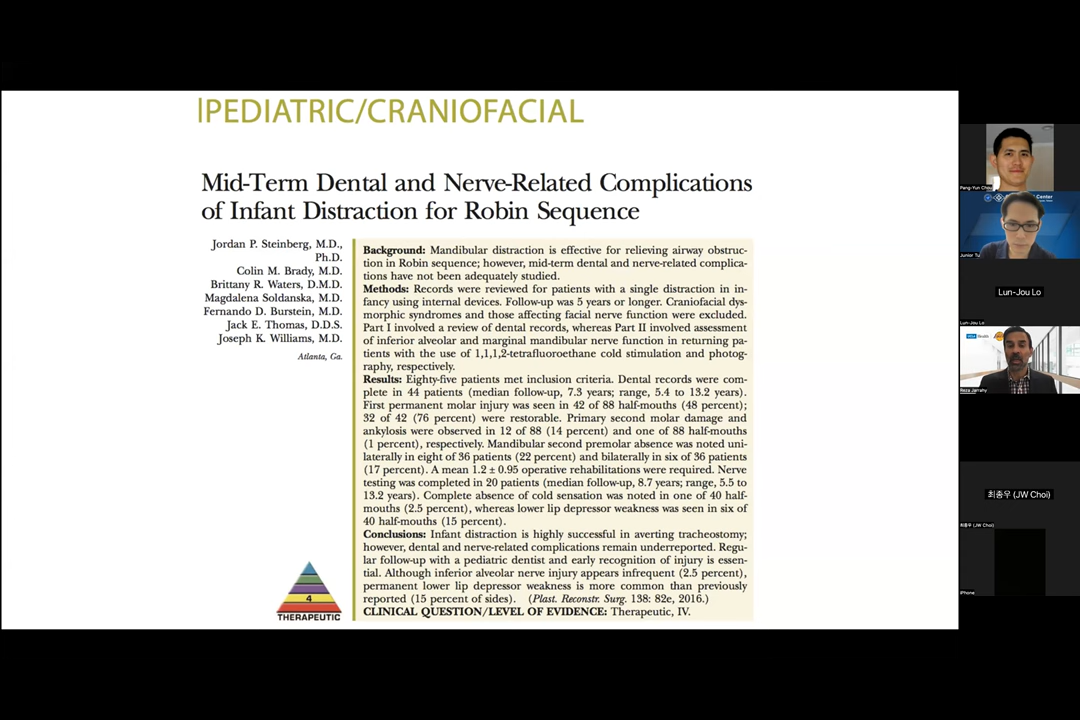 PEDIATRIC/CRANIOFACIAL
Mid-Term Dental and Nerve-Related Complications
of Infant Distraction for Robin Sequence
Jordan P. Steinberg, M.D.,
Ph.D.
Colin M. Brady, M.D.
Brittany R. Waters, D.M.D.
Magdalena Soldanska, M.D.
Fernando D. Burstein, M.D.
Jack E. Thomas, D.D.S.
Joseph K. Williams, M.D.
Atlanta, Ga.
Background: Mandibular distraction is effective for relieving airway obstruc-
tion in Robin sequence; however, mid-term dental and nerve-related complica-
tions have not been adequately studied.
Methods: Records were reviewed for patients with a single distraction in in-
fancy using internal devices. Follow-up was 5 years or longer. Craniofacial dys-
morphic syndromes and those affecting facial nerve function were excluded.
Part I involved a review of dental records, whereas Part II involved assessment
of inferior alveolar and marginal mandibular nerve function in returning pa-
tients with the use of 1,1,1,2-tetrafluoroethane cold stimulation and photog-
raphy, respectively.
Results: Eighty-five patients met inclusion criteria. Dental records were com-
plete in 44 patients (median follow-up, 7.3 years; range, 5.4 to 13.2 years).
First permanent molar injury was seen in 42 of 88 half-mouths (48 percent);
32 of 42 (76 percent) were restorable. Primary second molar damage and
ankylosis were observed in 12 of 88 (14 percent) and one of 88 half-mouths
(1 percent), respectively. Mandibular second premolar absence was noted uni-
laterally in eight of 36 patients (22 percent) and bilaterally in six of 36 patients
(17 percent). A mean 1.2 ± 0.95 operative rehabilitations were required. Nerve
testing was completed in 20 patients (median follow-up, 8.7 years; range, 5.5 to
13.2 years). Complete absence of cold sensation was noted in one of 40 half-
mouths (2.5 percent), whereas lower lip depressor weakness was seen in six of
40 half-mouths (15 percent).
Conclusions: Infant distraction is highly successful in averting tracheostomy;
however, dental and nerve-related complications remain underreported. Regu-
lar follow-up with a pediatric dentist and early recognition of injury is essen-
tial. Although inferior alveolar nerve injury appears infrequent (2.5 percent),
permanent lower lip depressor weakness is more common than previously
reported (15 percent of sides). (Plast. Reconstr. Surg. 138: 82e, 2016.)
CLINICAL QUESTION/LEVEL OF EVIDENCE: Therapeutic, IV.
4
THERAPEUTIC
Pang-Yun Chou
Center
Junior Tu
Lun-Jou Lo
Lun-Jou Lo
Health
Reza Jarrahy
최종우 (JW Choi)
최종우 (JW Choi)
iPhone